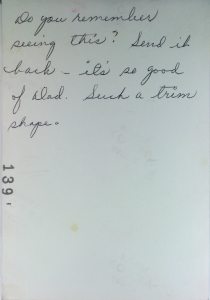 Do you remember
seeing this? Send it
back - it's so good
of Dad. Such a trim
shape.
139'